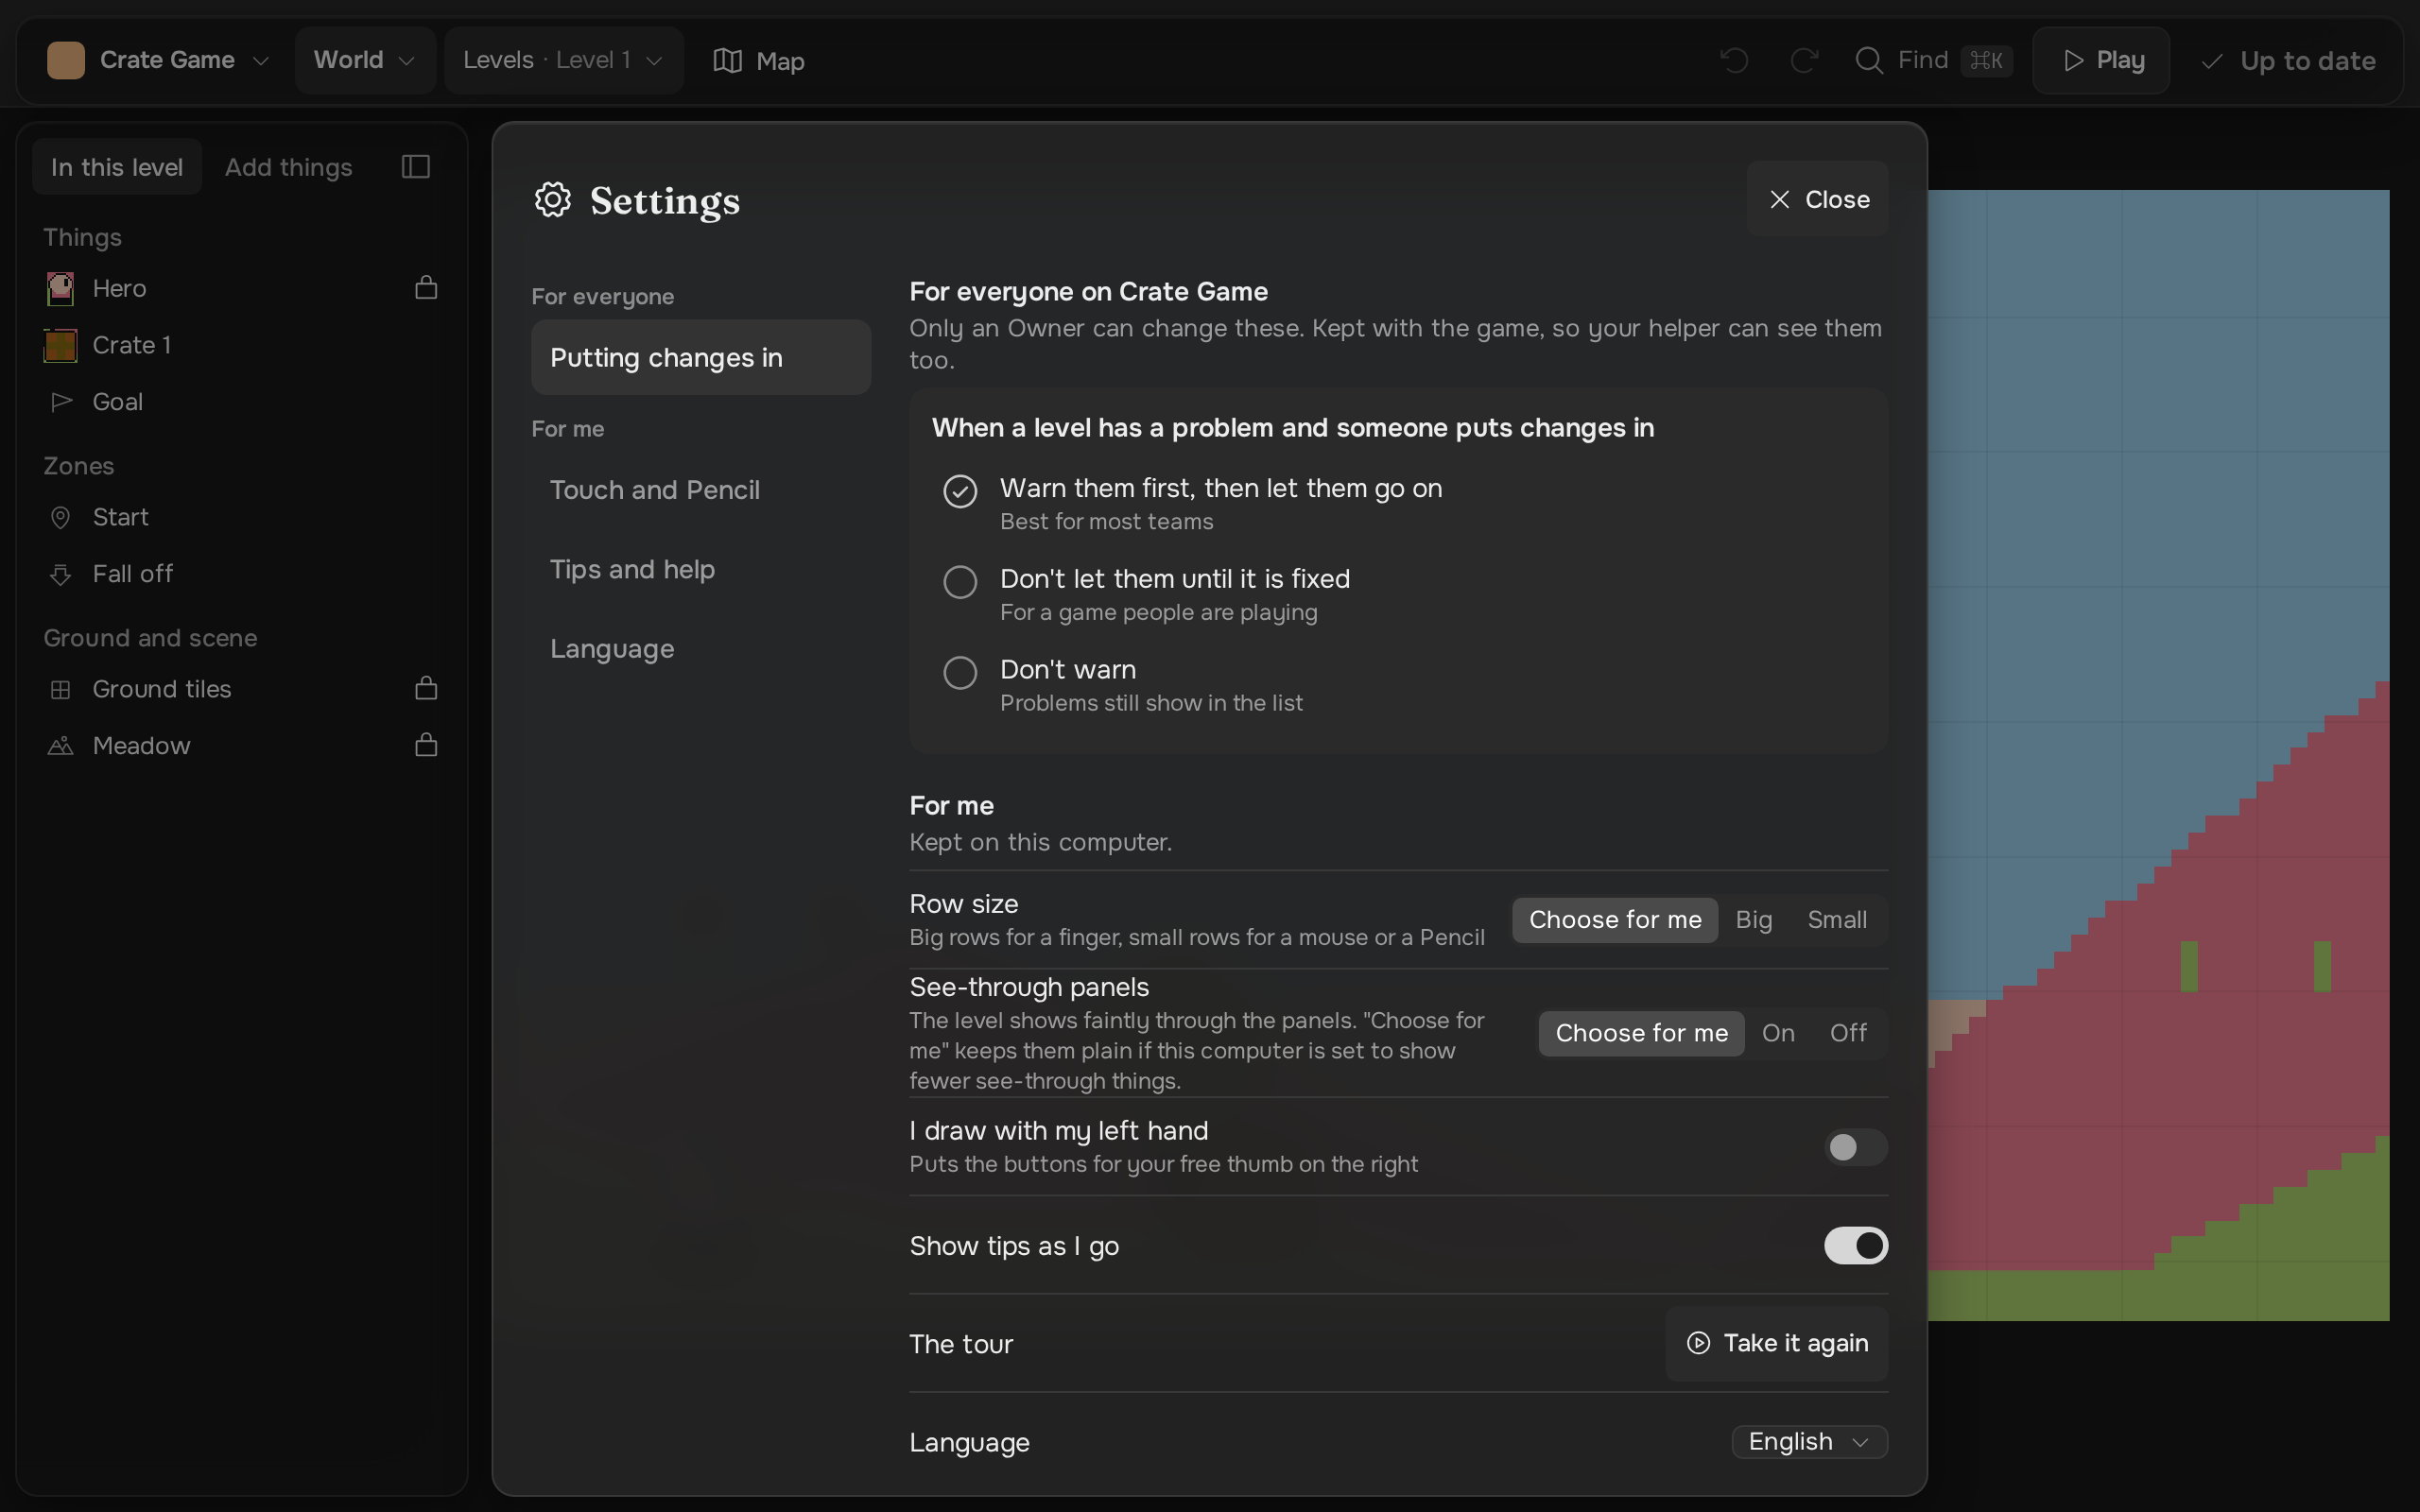 Crate Game
World
Levels · Level 1
Map
Find ⌘K
Play
Up to date
In this level
Add things
Things
Hero
Crate 1
Goal
Zones
Start
Fall off
Ground and scene
Ground tiles
Meadow
Settings
Close
For everyone
Putting changes in
For me
Touch and Pencil
Tips and help
Language
For everyone on Crate Game
Only an Owner can change these. Kept with the game, so your helper can see them
too.
When a level has a problem and someone puts changes in
Warn them first, then let them go on
Best for most teams
Don't let them until it is fixed
For a game people are playing
Don't warn
Problems still show in the list
For me
Kept on this computer.
Row size
Big rows for a finger, small rows for a mouse or a Pencil
Choose for me Big Small
See-through panels
The level shows faintly through the panels. "Choose for
me" keeps them plain if this computer is set to show
fewer see-through things.
Choose for me On Off
I draw with my left hand
Puts the buttons for your free thumb on the right
Show tips as I go
The tour
Take it again
Language
English